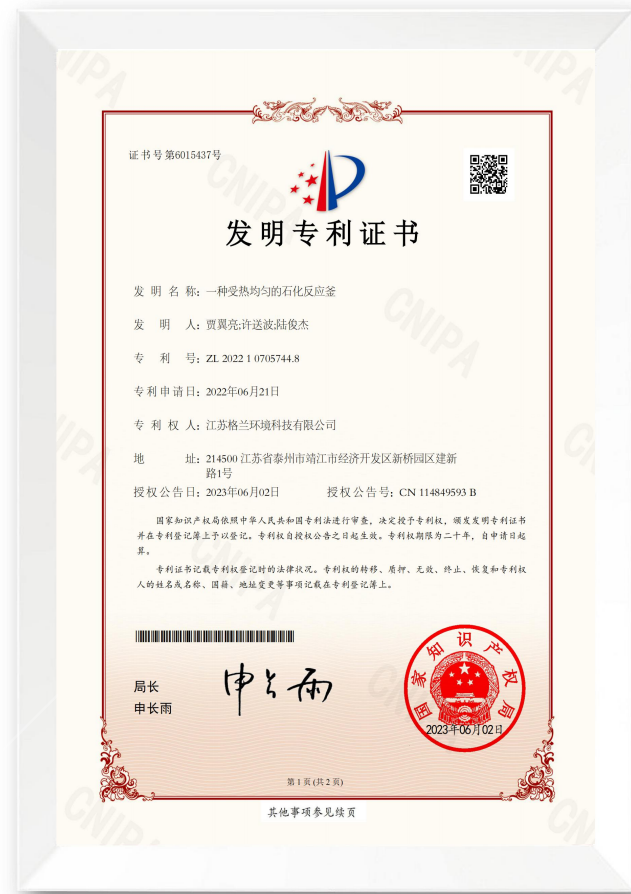 证书号第6015437号
发明专利证书
发 明 名 称：一种受热均匀的石化反应釜
发 明 人：贾翼亮;许送波;陆俊杰
专 利 号：ZL 2022 1 0705744.8
专利申请日：2022年06月21日
专 利 权 人：江苏格兰环境科技有限公司
地 址：214500 江苏省泰州市靖江市经济开发区新桥园区建新
路1号
授权公告日：2023年06月02日 授权公告号：CN 114849593 B
国家知识产权局依照中华人民共和国专利法进行审查，决定授予专利权，颁发发明专利证书
并在专利登记簿上予以登记。专利权自授权公告之日起生效。专利权期限为二十年，自申请日起
算。
专利证书记载专利权登记时的法律状况。专利权的转移、质押、无效、终止、恢复和专利权
人的姓名或名称、国籍、地址变更等事项记载在专利登记簿上。
局长
申长雨
申长雨
国家知识产权局
2023年06月02日
第 1 页 (共 2 页)
其他事项参见续页
CNIPA
CNIPA
CNIPA
CNIPA
CNIPA
CNIPA